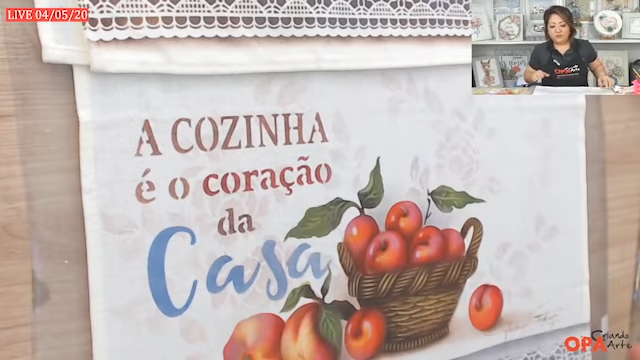 LIVE 04/05/20
A COZINHA
é o coração
da
Casa
Criando
OPA Arte